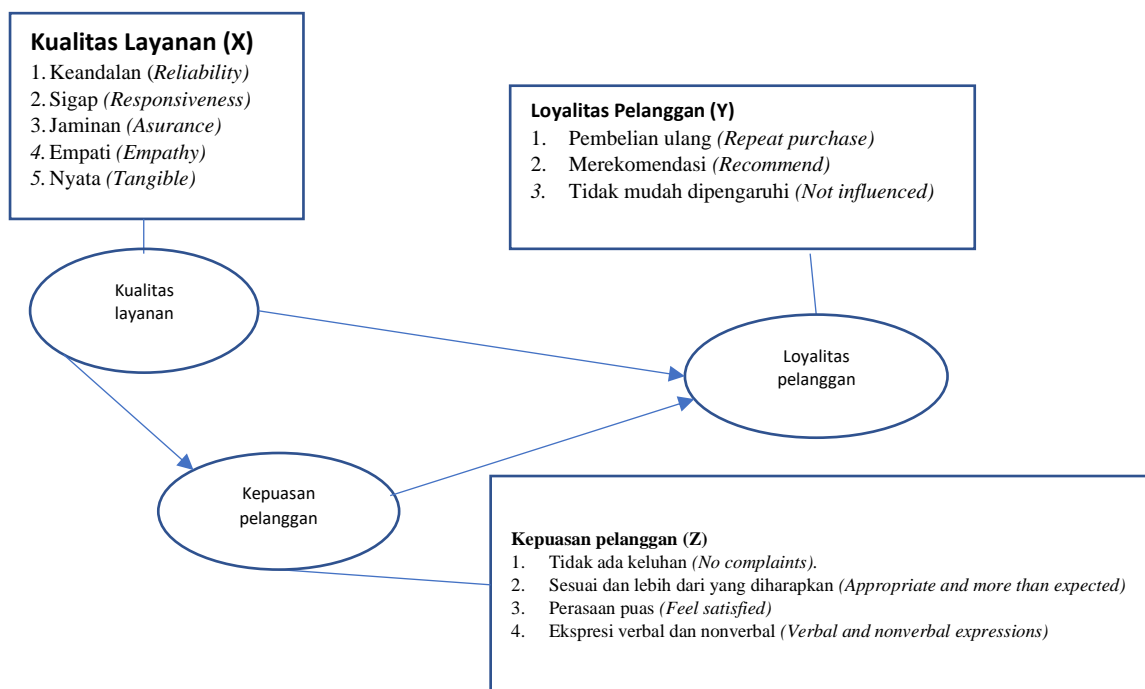 Kualitas Layanan (X)
1. Keandalan (Reliability)
2. Sigap (Responsiveness)
3. Jaminan (Asurance)
4. Empati (Empathy)
5. Nyata (Tangible)
Loyalitas Pelanggan (Y)
1. Pembelian ulang (Repeat purchase)
2. Merekomendasi (Recommend)
3. Tidak mudah dipengaruhi (Not influenced)
Kualitas
layanan
Loyalitas
pelanggan
Kepuasan
pelanggan
Kepuasan pelanggan (Z)
1. Tidak ada keluhan (No complaints).
2. Sesuai dan lebih dari yang diharapkan (Appropriate and more than expected)
3. Perasaan puas (Feel satisfied)
4. Ekspresi verbal dan nonverbal (Verbal and nonverbal expressions)